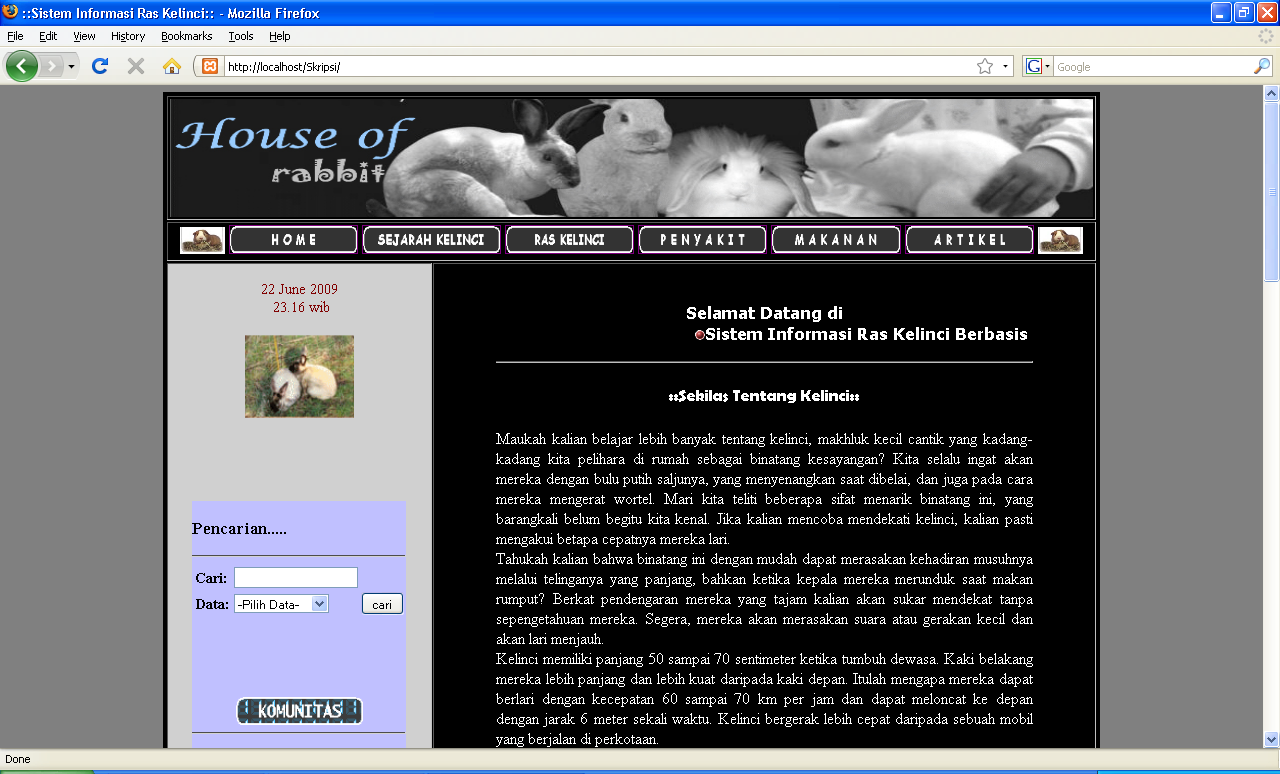 ::Sistem Informasi Ras Kelinci:: - Mozilla Firefox
File Edit View History Bookmarks Tools Help
http://localhost/Skripsi/
G
Google
House of
rabbit
HOME
SEJARAH KELINCI
RAS KELINCI
PENYAKIT
MAKANAN
ARTIKEL
22 June 2009
23.16 wib
Pencarian.....
Cari:
Data: -Pilih Data- cari
KOMUNITAS
Selamat Datang di
Sistem Informasi Ras Kelinci Berbasis
::Sekilas Tentang Kelinci::
Maukah kalian belajar lebih banyak tentang kelinci, makhluk kecil cantik yang kadang-
kadang kita pelihara di rumah sebagai binatang kesayangan? Kita selalu ingat akan
mereka dengan bulu putih saljunya, yang menyenangkan saat dibelai, dan juga pada cara
mereka mengerat wortel. Mari kita teliti beberapa sifat menarik binatang ini, yang
barangkali belum begitu kita kenal. Jika kalian mencoba mendekati kelinci, kalian pasti
mengakui betapa cepatnya mereka lari.
Tahukah kalian bahwa binatang ini dengan mudah dapat merasakan kehadiran musuhnya
melalui telinganya yang panjang, bahkan ketika kepala mereka merunduk saat makan
rumput? Berkat pendengaran mereka yang tajam kalian akan sukar mendekat tanpa
sepengetahuan mereka. Segera, mereka akan merasakan suara atau gerakan kecil dan
akan lari menjauh.
Kelinci memiliki panjang 50 sampai 70 sentimeter ketika tumbuh dewasa. Kaki belakang
mereka lebih panjang dan lebih kuat daripada kaki depan. Itulah mengapa mereka dapat
berlari dengan kecepatan 60 sampai 70 km per jam dan dapat meloncat ke depan
dengan jarak 6 meter sekali waktu. Kelinci bergerak lebih cepat daripada sebuah mobil
yang berjalan di perkotaan.
Done